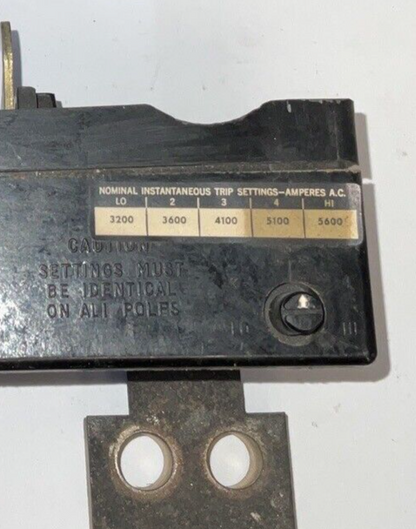 NOMINAL INSTANTANEOUS TRIP SETTINGS—AMPERES A.C.
LO 2 3 4 HI
3200 3600 4100 5100 5600
CAUTION
SETTINGS MUST
BE IDENTICAL
ON ALL POLES
LO HI